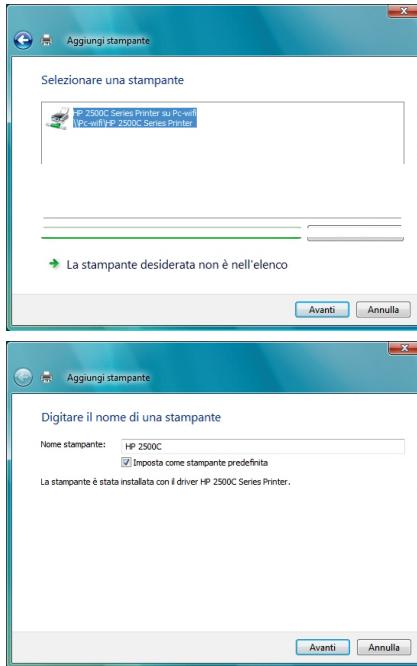 Aggiungi stampante
Selezionare una stampante
HP 2500C Series Printer su Pc-wifi
\\Pc-wifi\HP 2500C Series Printer
La stampante desiderata non è nell'elenco
Avanti Annulla
Aggiungi stampante
Digitare il nome di una stampante
Nome stampante: HP 2500C
Imposta come stampante predefinita
La stampante è stata installata con il driver HP 2500C Series Printer.
Avanti Annulla